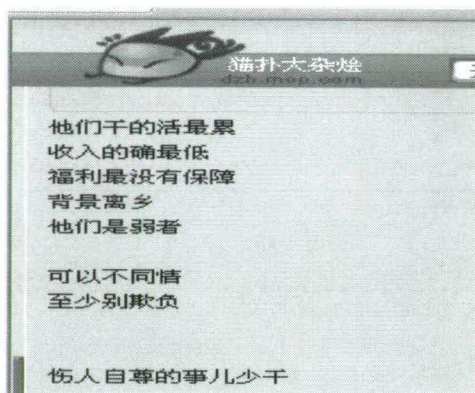 猫扑大杂烩
dzh.mop.com
他们干的活最累
收入的确最低
福利最没有保障
背景离乡
他们是弱者
可以不同情
至少别欺负
伤人自尊的事儿少干